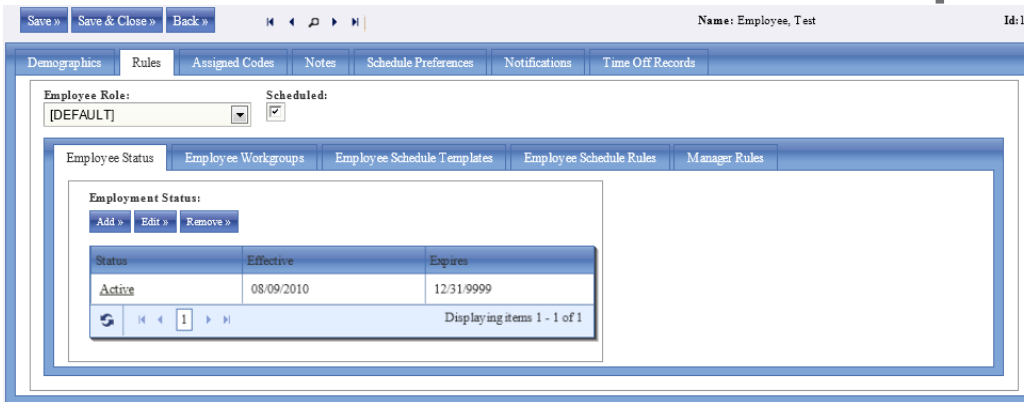 Save » Save & Close » Back » Name: Employee, Test Id:1
Demographics Rules Assigned Codes Notes Schedule Preferences Notifications Time Off Records
Employee Role: Scheduled:
[DEFAULT]
Employee Status Employee Workgroups Employee Schedule Templates Employee Schedule Rules Manager Rules
Employment Status:
Add » Edit » Remove »
Status Effective Expires
Active 08/09/2010 12/31/9999
1 Displaying items 1 - 1 of 1